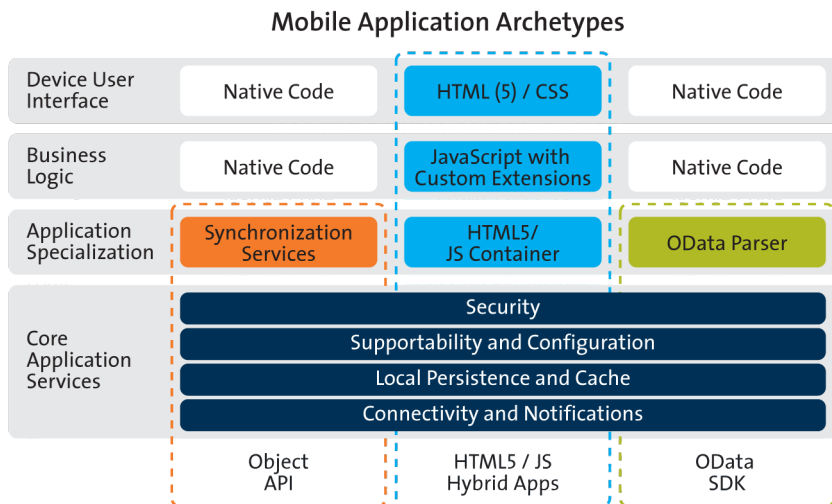 Mobile Application Archetypes
Device User
Interface
Native Code
HTML (5) / CSS
Native Code
Business
Logic
Native Code
JavaScript with
Custom Extensions
Native Code
Application
Specialization
Synchronization
Services
HTML5/
JS Container
OData Parser
Core
Application
Services
Security
Supportability and Configuration
Local Persistence and Cache
Connectivity and Notifications
Object
API
HTML5 / JS
Hybrid Apps
OData
SDK